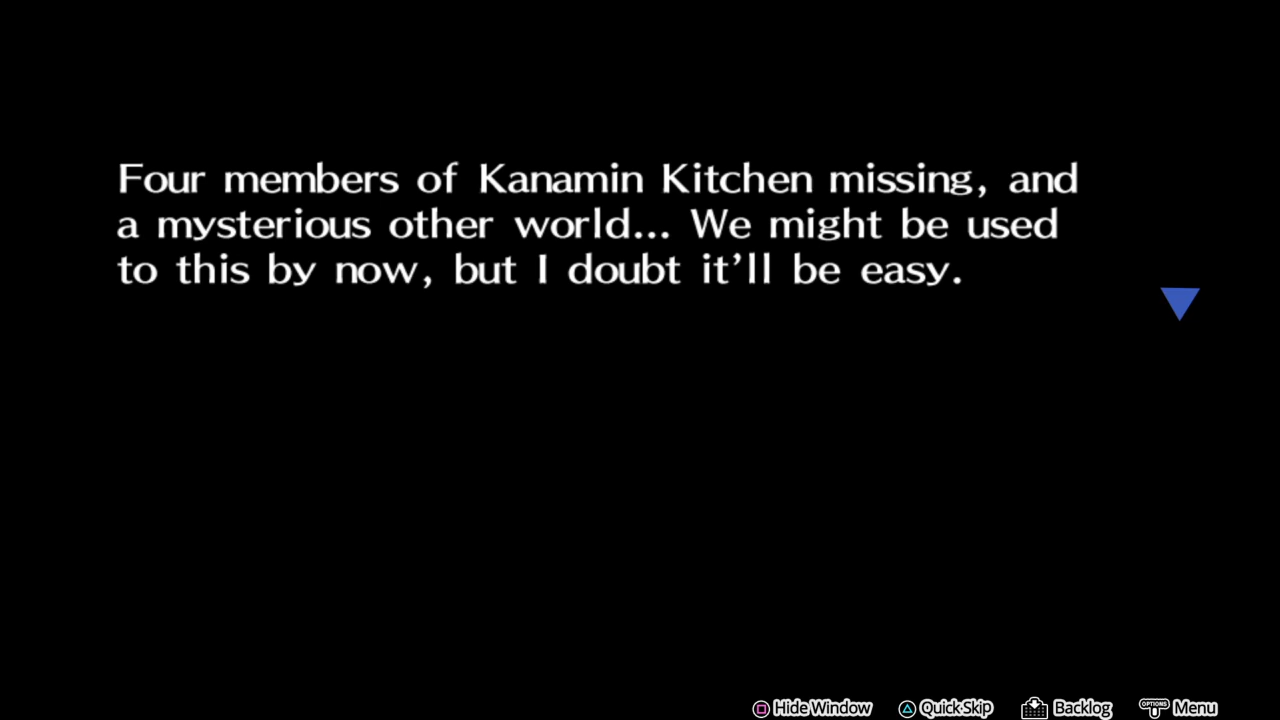 Four members of Kanamin Kitchen missing, and
a mysterious other world... We might be used
to this by now, but I doubt it’ll be easy.
Hide Window Quick Skip Backlog OPTIONS Menu